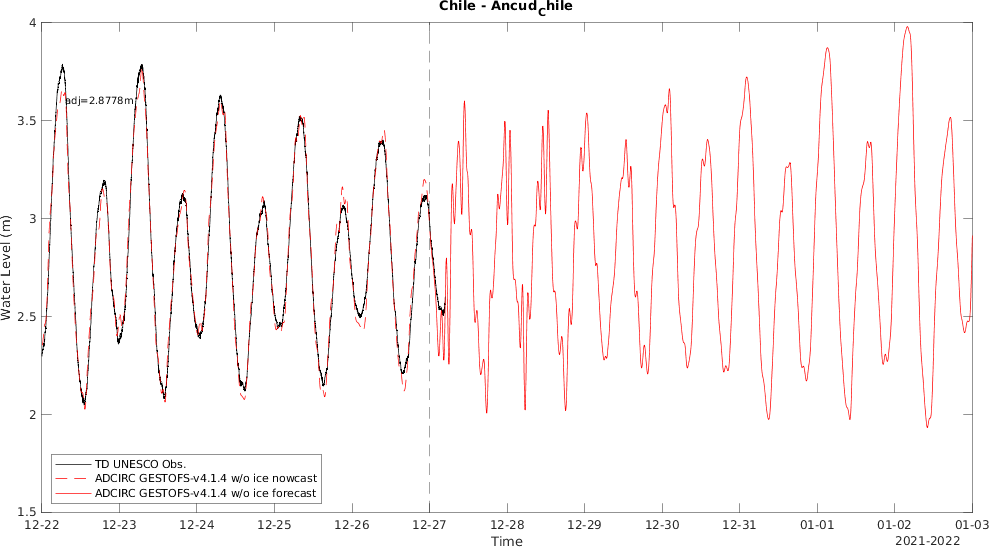 Chile - Ancud_Chile
Water Level (m)
4
3.5
3
2.5
2
1.5
adj=2.8778m
TD UNESCO Obs.
ADCIRC GESTOFS-v4.1.4 w/o ice nowcast
ADCIRC GESTOFS-v4.1.4 w/o ice forecast
12-22 12-23 12-24 12-25 12-26 12-27 12-28 12-29 12-30 12-31 01-01 01-02 01-03
Time
2021-2022